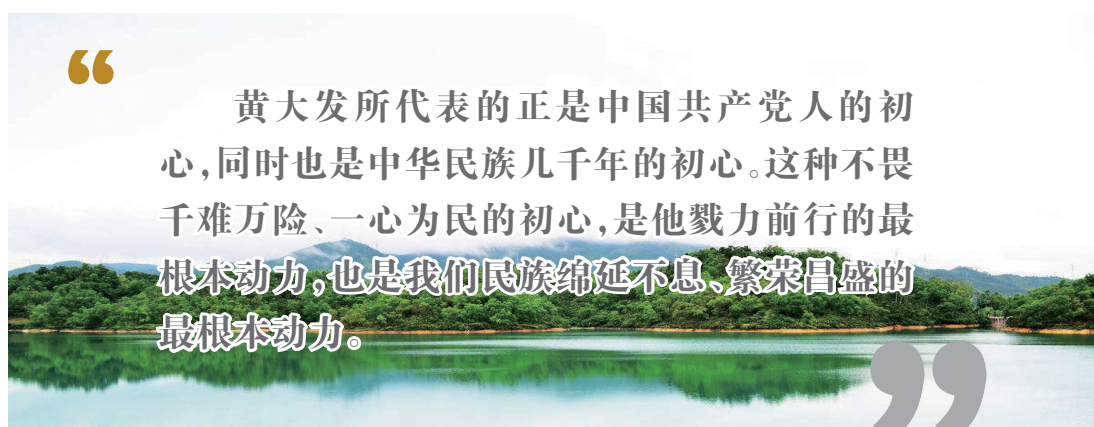 “
黄大发所代表的正是中国共产党人的初
心,同时也是中华民族几千年的初心。这种不畏
千难万险、一心为民的初心,是他戮力前行的最
根本动力,也是我们民族绵延不息、繁荣昌盛的
最根本动力。
”